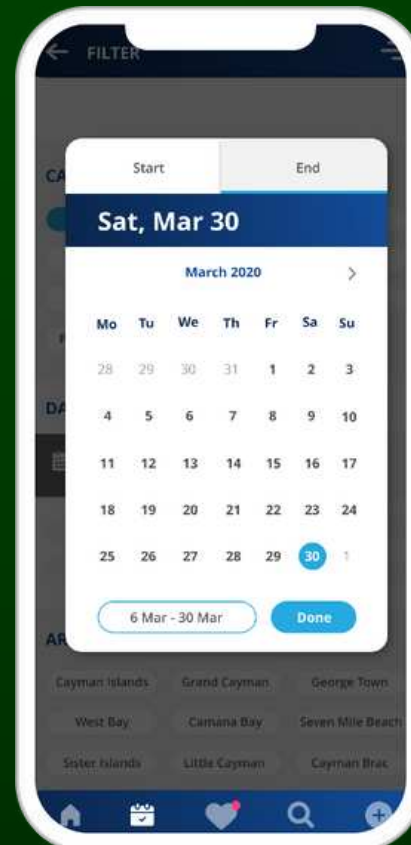 FILTER
CA
Start End
Sat, Mar 30
March 2020
Mo Tu We Th Fr Sa Su
28 29 30 31 1 2 3
4 5 6 7 8 9 10
11 12 13 14 15 16 17
18 19 20 21 22 23 24
25 26 27 28 29 30 1
DA
6 Mar - 30 Mar Done
AR
Cayman Islands Grand Cayman George Town
West Bay Camana Bay Seven Mile Beach
Sister Islands Little Cayman Cayman Brac